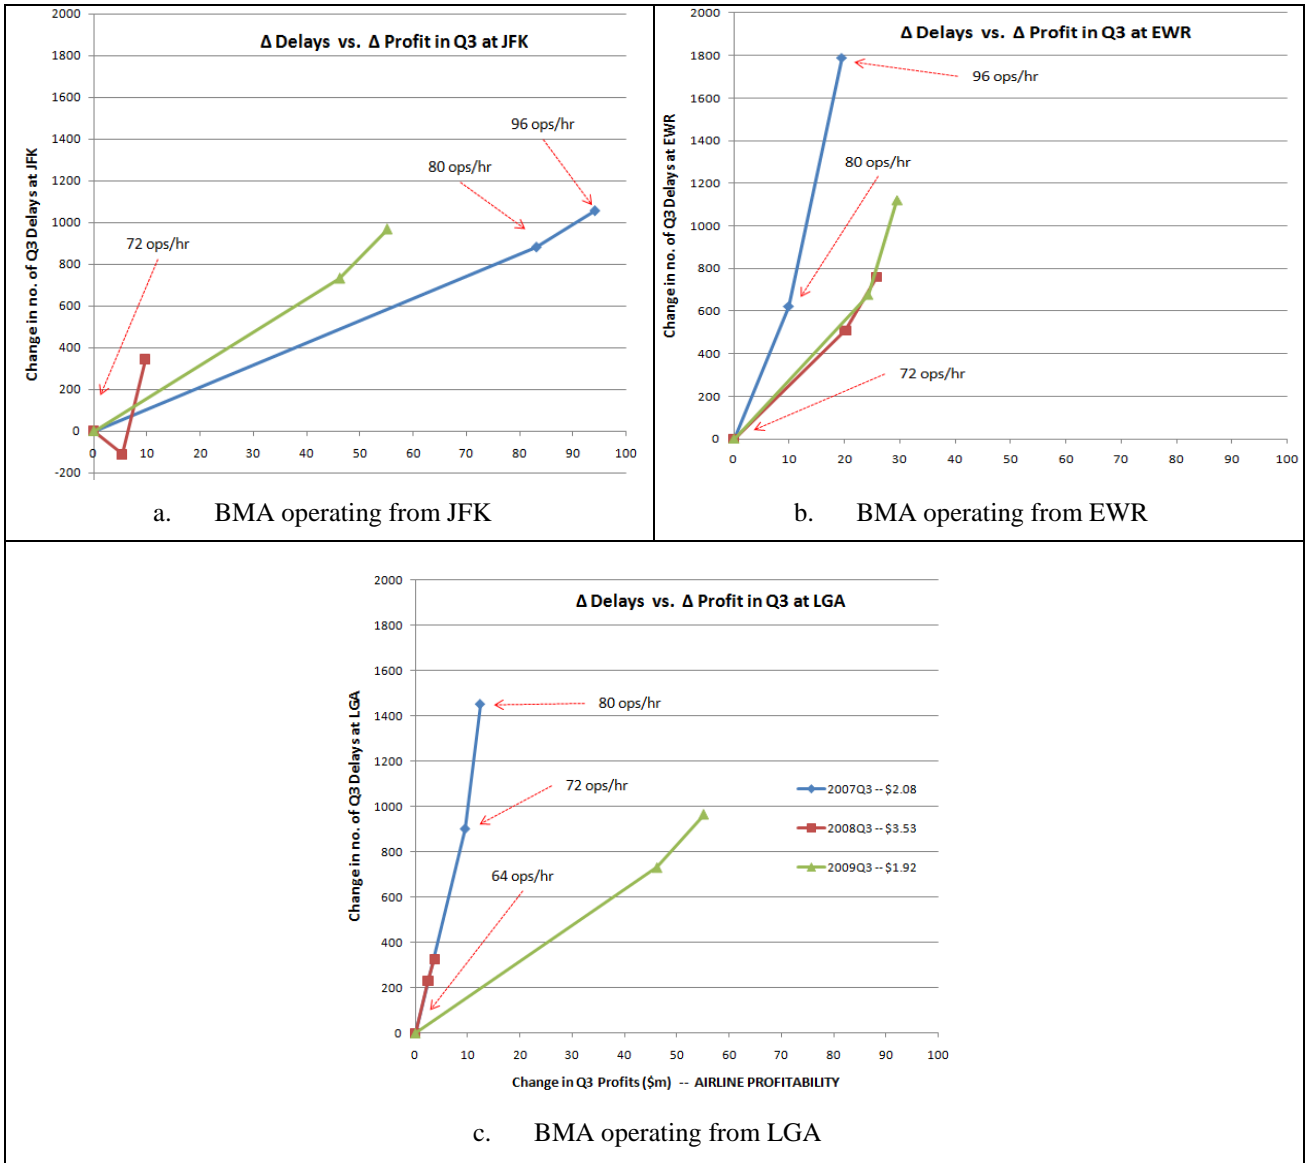 Δ Delays vs. Δ Profit in Q3 at JFK
Change in no. of Q3 Delays at JFK
2000
1800
1600
1400
1200
1000
800
600
400
200
0
-200
0 10 20 30 40 50 60 70 80 90 100
96 ops/hr
80 ops/hr
72 ops/hr
a. BMA operating from JFK
Δ Delays vs. Δ Profit in Q3 at EWR
Change in no. of Q3 Delays at EWR
2000
1800
1600
1400
1200
1000
800
600
400
200
0
0 10 20 30 40 50 60 70 80 90 100
96 ops/hr
80 ops/hr
72 ops/hr
b. BMA operating from EWR
Δ Delays vs. Δ Profit in Q3 at LGA
Change in no. of Q3 Delays at LGA
2000
1800
1600
1400
1200
1000
800
600
400
200
0
0 10 20 30 40 50 60 70 80 90 100
80 ops/hr
72 ops/hr
64 ops/hr
2007Q3 -- $2.08
2008Q3 -- $3.53
2009Q3 -- $1.92
Change in Q3 Profits ($m) -- AIRLINE PROFITABILITY
c. BMA operating from LGA